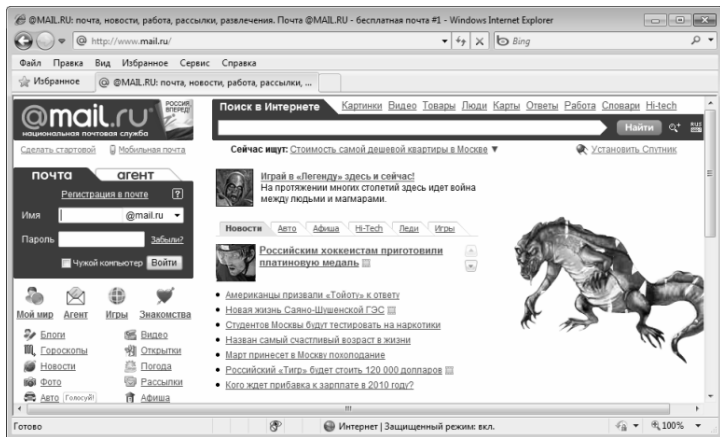 @MAIL.RU: почта, новости, работа, рассылки, развлечения. Почта @MAIL.RU - бесплатная почта #1 - Windows Internet Explorer
http://www.mail.ru/
Bing
Файл Правка Вид Избранное Сервис Справка
Избранное @MAIL.RU: почта, новости, работа, рассылки, ...
@mail.ru
национальная почтовая служба
РОССИЯ, ВПЕРЕД!
Поиск в Интернете Картинки Видео Товары Люди Карты Ответы Работа Словари Hi-tech
Найти
Сделать стартовой Мобильная почта
Сейчас ищут: Стоимость самой дешевой квартиры в Москве ▼ Установить Спутник
почта агент
Регистрация в почте ?
Имя @mail.ru
Пароль Забыли?
Чужой компьютер Войти
Играй в «Легенду» здесь и сейчас!
На протяжении многих столетий здесь идет война
между людьми и магмарами.
Новости Авто Афиша Hi-Tech Леди Игры
Российским хоккеистам приготовили
платиновую медаль
Американцы призвали «Тойоту» к ответу
Новая жизнь Саяно-Шушенской ГЭС
Студентов Москвы будут тестировать на наркотики
Назван самый счастливый возраст в жизни
Март принесет в Москву похолодание
Российский «Тигр» будет стоить 120 000 долларов
Кого ждет прибавка к зарплате в 2010 году?
Мой мир Агент Игры Знакомства
Блоги Видео
Гороскопы Открытки
Новости Погода
Фото Рассылки
Авто Голосуй! Афиша
Готово Интернет | Защищенный режим: вкл. 100%